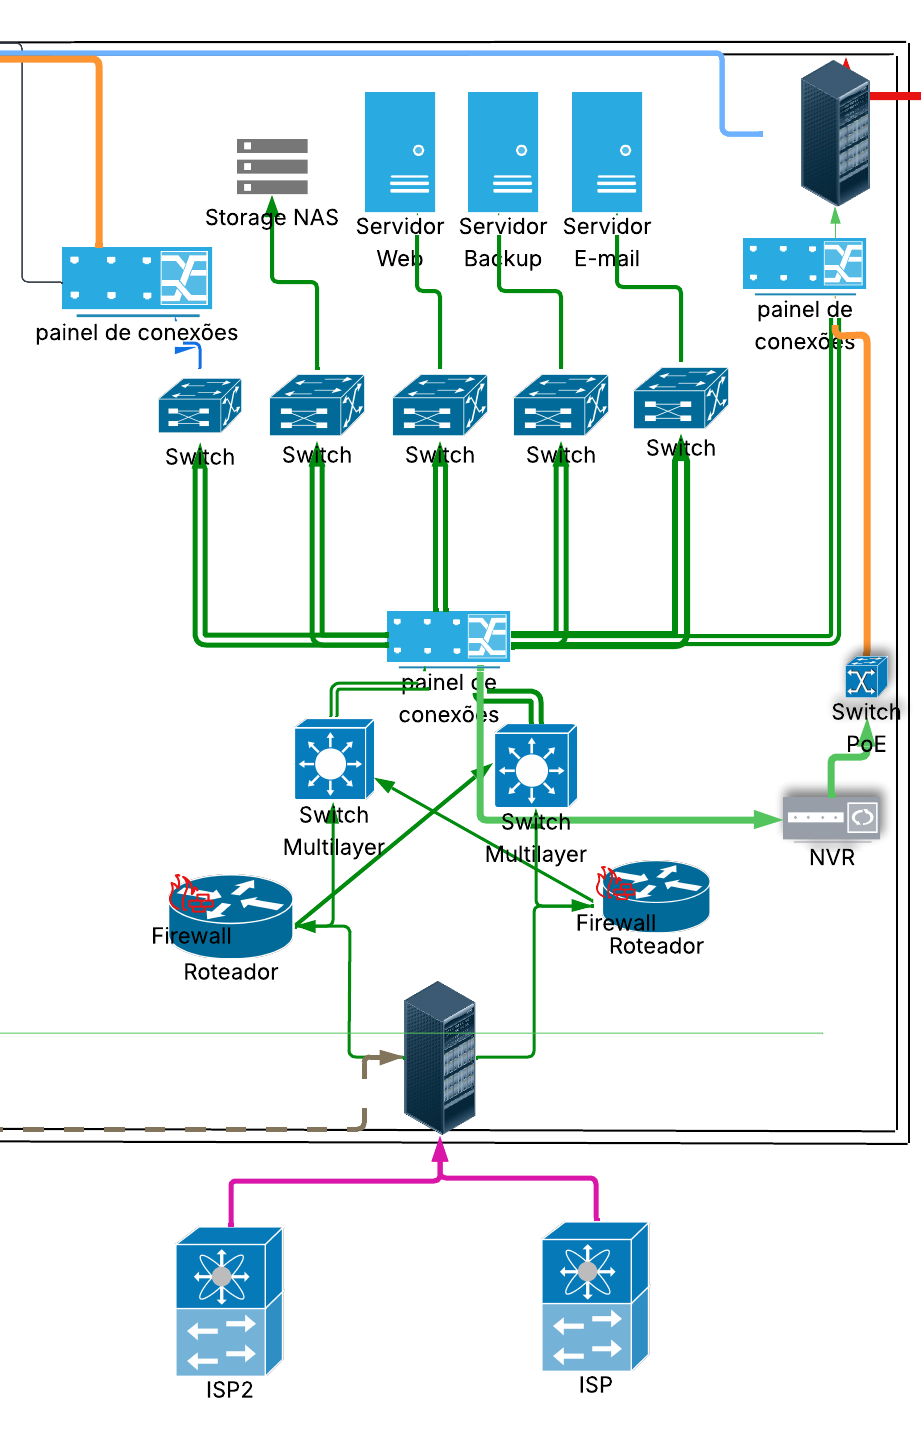 Storage NAS
Servidor
Web
Servidor
Backup
Servidor
E-mail
painel de conexões
painel de
conexões
Switch
Switch
Switch
Switch
Switch
painel de
conexões
Switch
PoE
Switch
Multilayer
Switch
Multilayer
NVR
Firewall
Roteador
Firewall
Roteador
ISP2
ISP